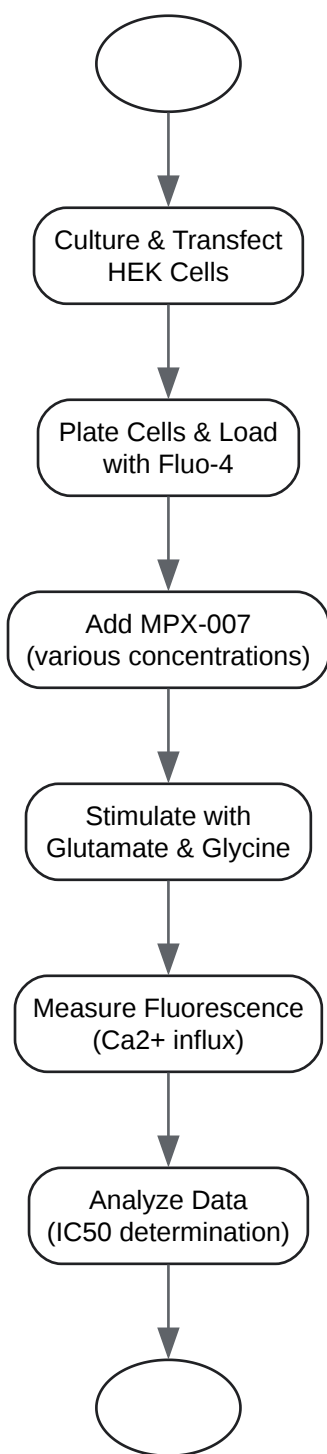 Culture & Transfect
HEK Cells
Plate Cells & Load
with Fluo-4
Add MPX-007
(various concentrations)
Stimulate with
Glutamate & Glycine
Measure Fluorescence
(Ca2+ influx)
Analyze Data
(IC50 determination)